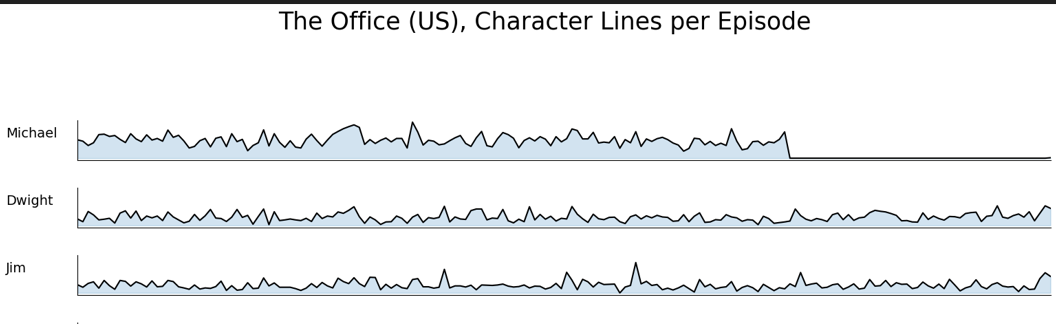 The Office (US), Character Lines per Episode
Michael
Dwight
Jim